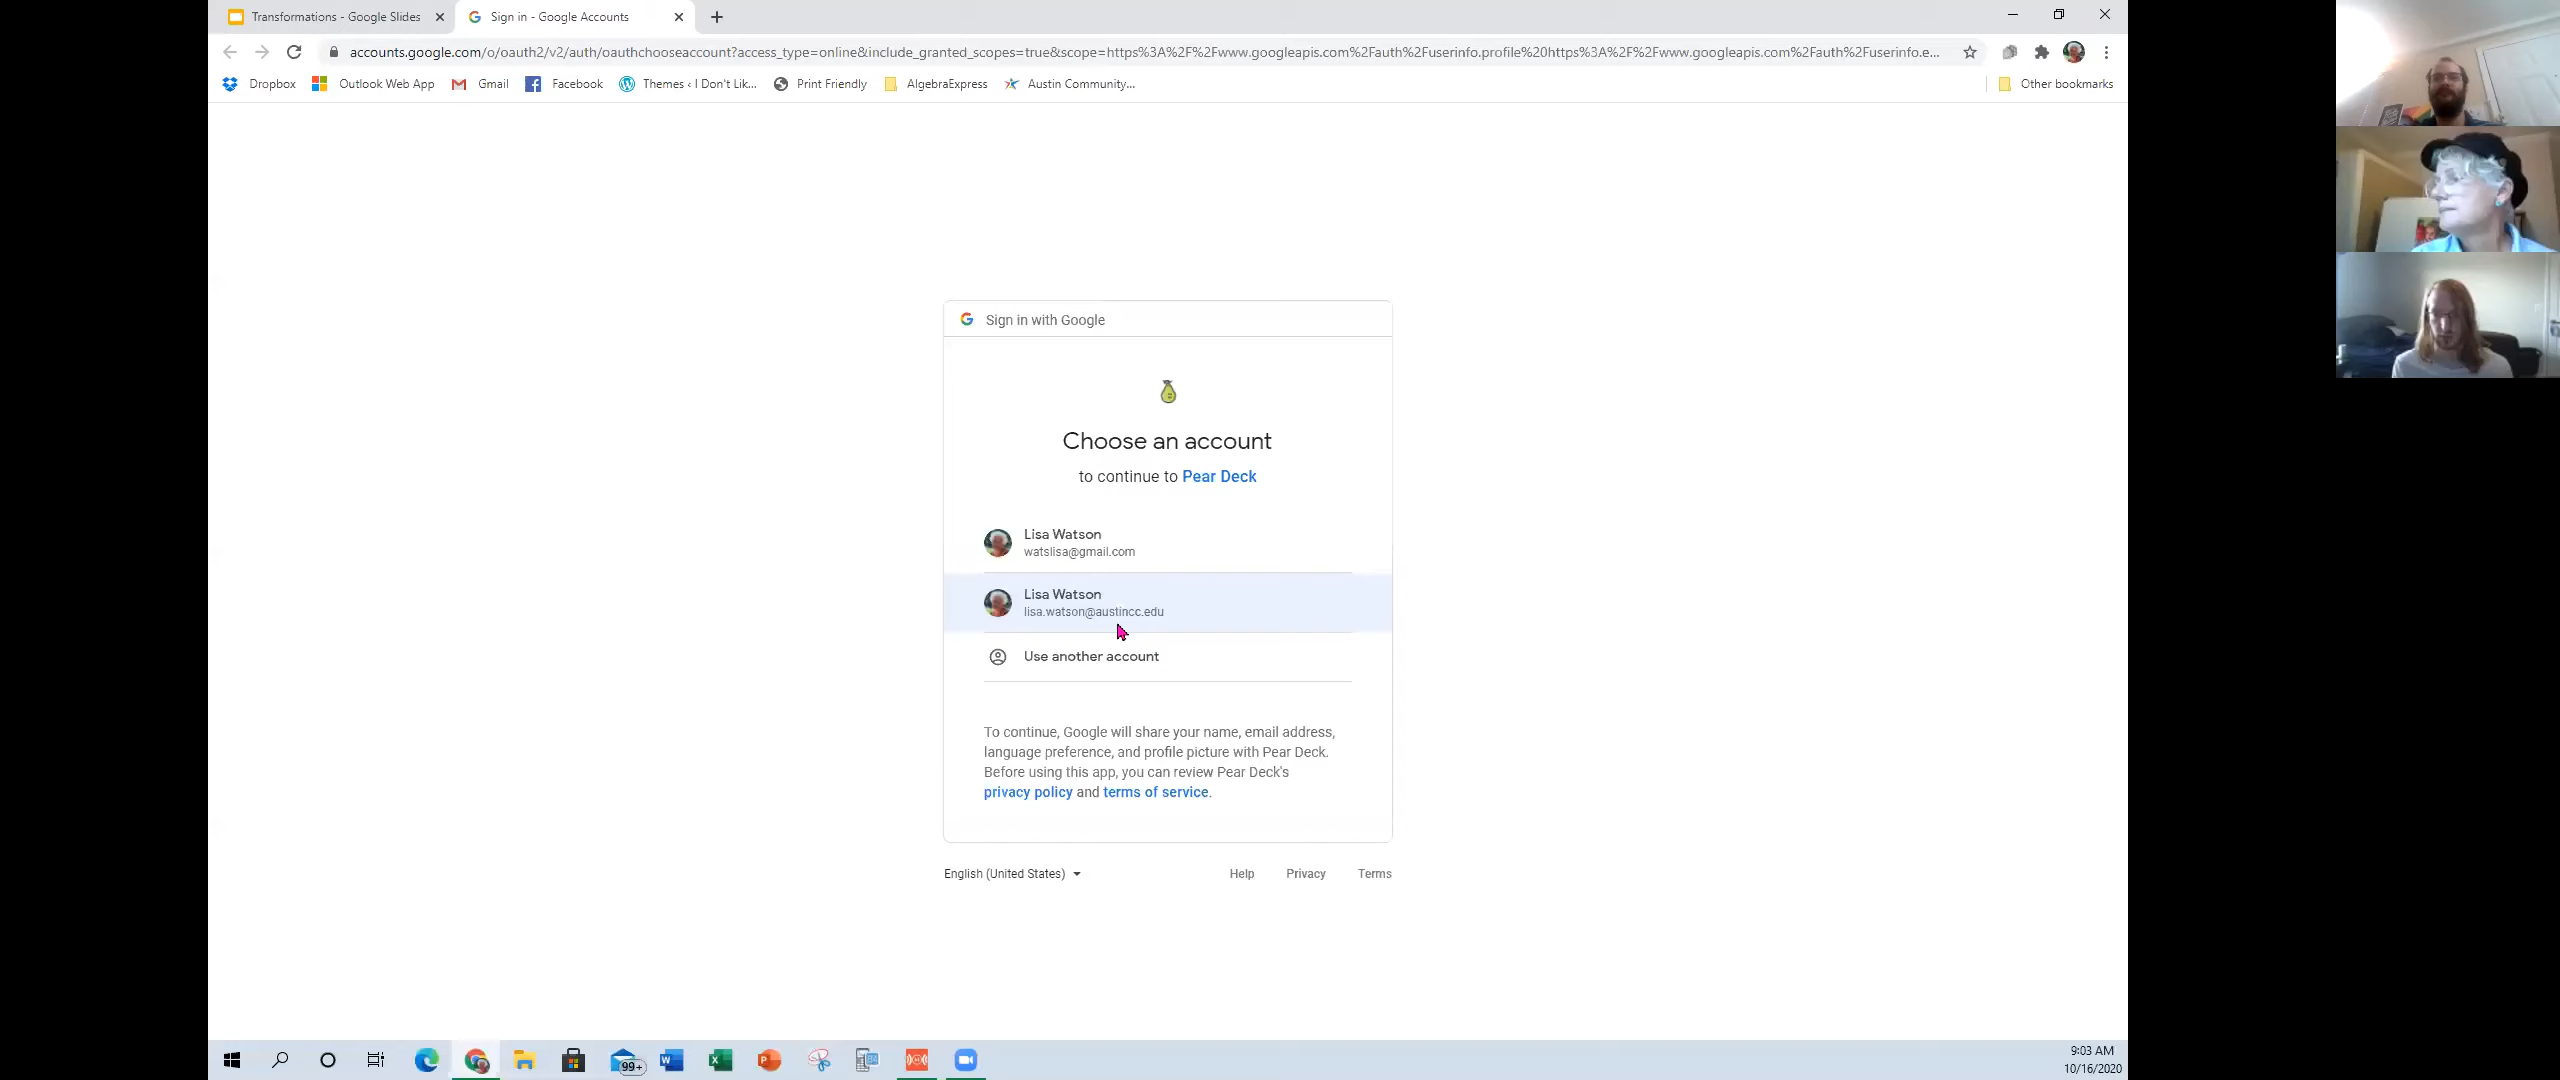 Transformations - Google Slides
Sign in - Google Accounts
accounts.google.com/o/oauth2/v2/auth/oauthchooseaccount?access_type=online&include_granted_scopes=true&scope=https%3A%2F%2Fwww.googleapis.com%2Fauth%2Fuserinfo.profile%20https%3A%2F%2Fwww.googleapis.com%2Fauth%2Fuserinfo.e...
Dropbox
Outlook Web App
Gmail
Facebook
Themes ‹ I Don't Lik...
Print Friendly
AlgebraExpress
Austin Community...
Other bookmarks
Sign in with Google
Choose an account
to continue to Pear Deck
Lisa Watson
watslisa@gmail.com
Lisa Watson
lisa.watson@austincc.edu
Use another account
To continue, Google will share your name, email address,
language preference, and profile picture with Pear Deck.
Before using this app, you can review Pear Deck's
privacy policy and terms of service.
English (United States)
Help
Privacy
Terms
99+
9:03 AM
10/16/2020